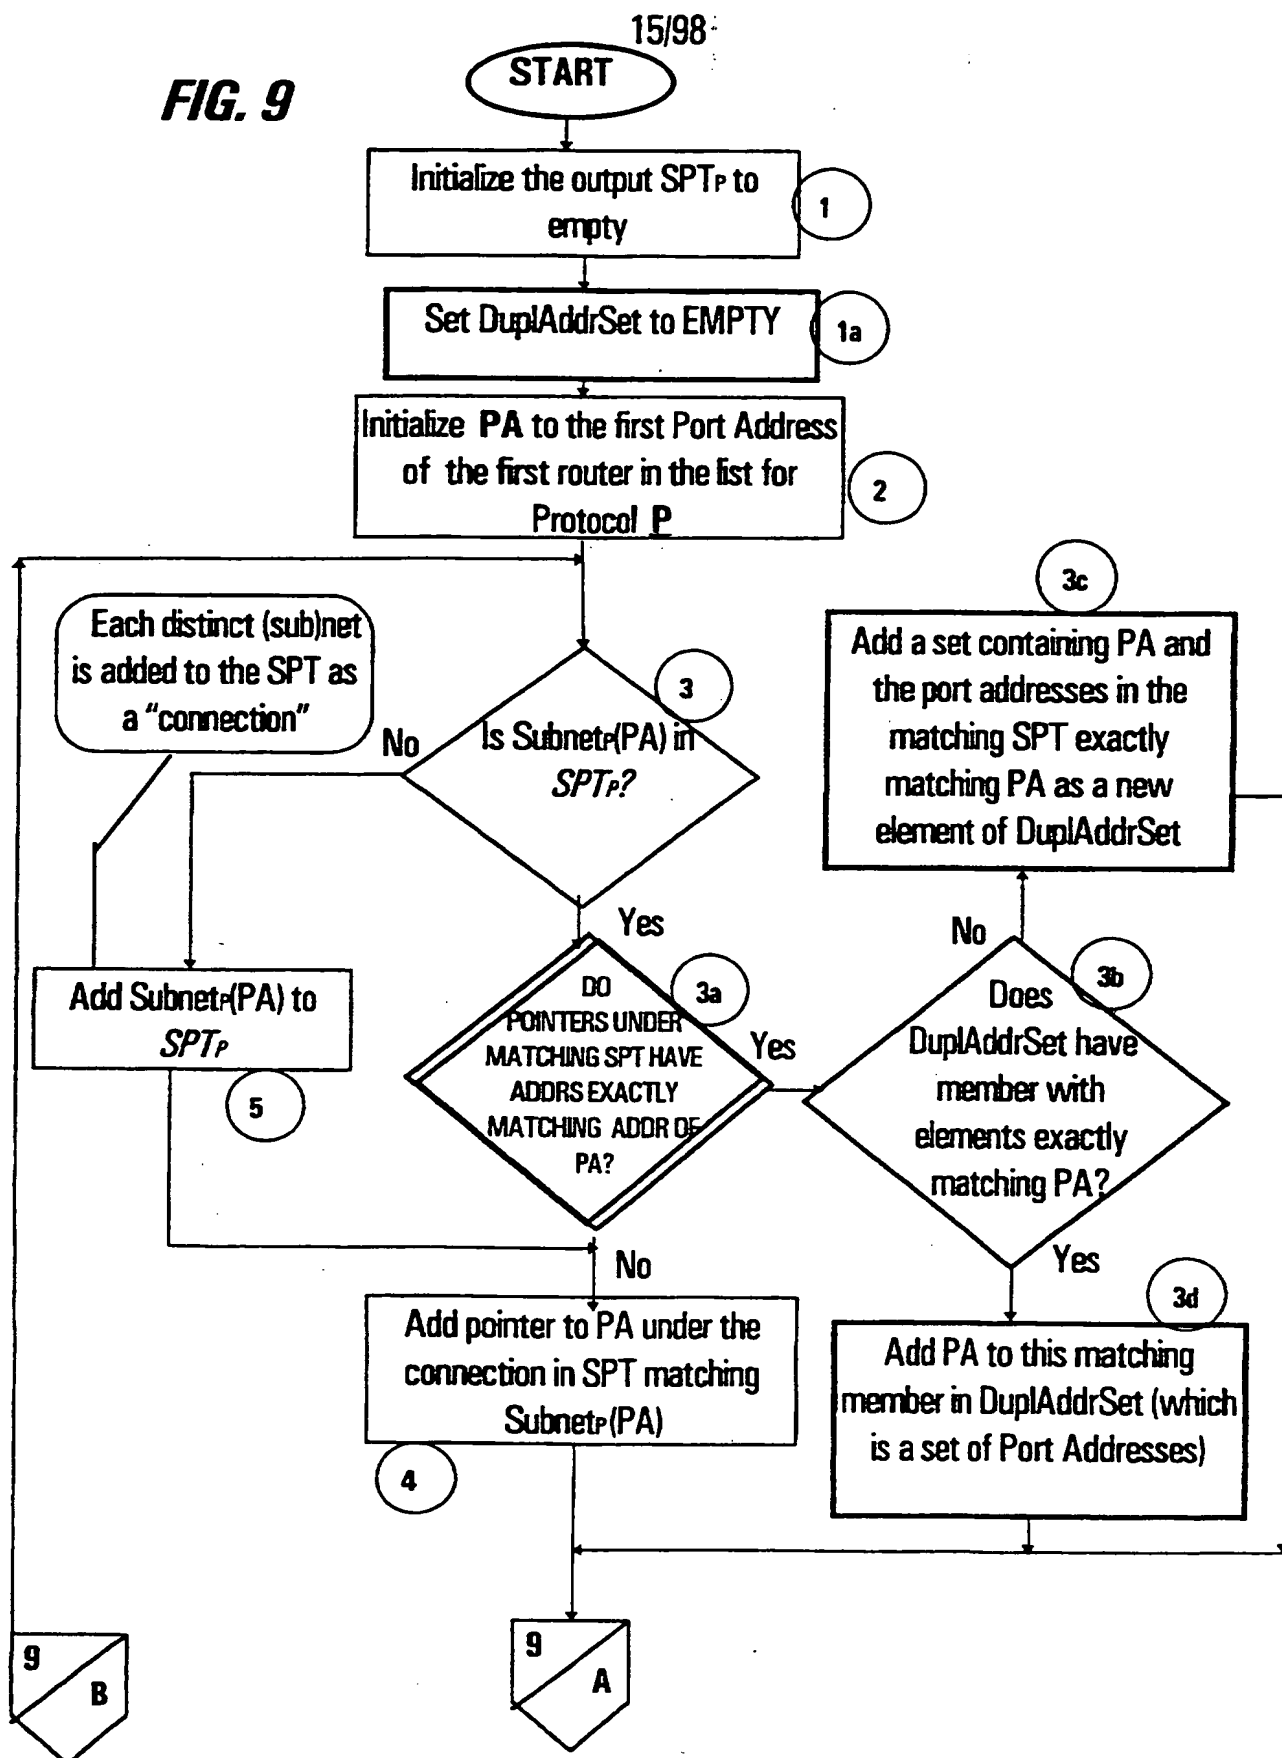 15/98
FIG. 9
START
Initialize the output SPTP to
empty
1
Set DuplAddrSet to EMPTY
1a
Initialize PA to the first Port Address
of the first router in the list for
Protocol P
2
Each distinct (sub)net
is added to the SPT as
a "connection"
3
No
Is SubnetP(PA) in
SPTP?
Yes
3c
Add a set containing PA and
the port addresses in the
matching SPT exactly
matching PA as a new
element of DuplAddrSet
Add SubnetP(PA) to
SPTP
5
3a
DO
POINTERS UNDER
MATCHING SPT HAVE
ADDRS EXACTLY
MATCHING ADDR OF
PA?
Yes
No
No
3b
Does
DuplAddrSet have
member with
elements exactly
matching PA?
Yes
Add pointer to PA under the
connection in SPT matching
SubnetP(PA)
4
3d
Add PA to this matching
member in DuplAddrSet (which
is a set of Port Addresses)
9
B
9
A